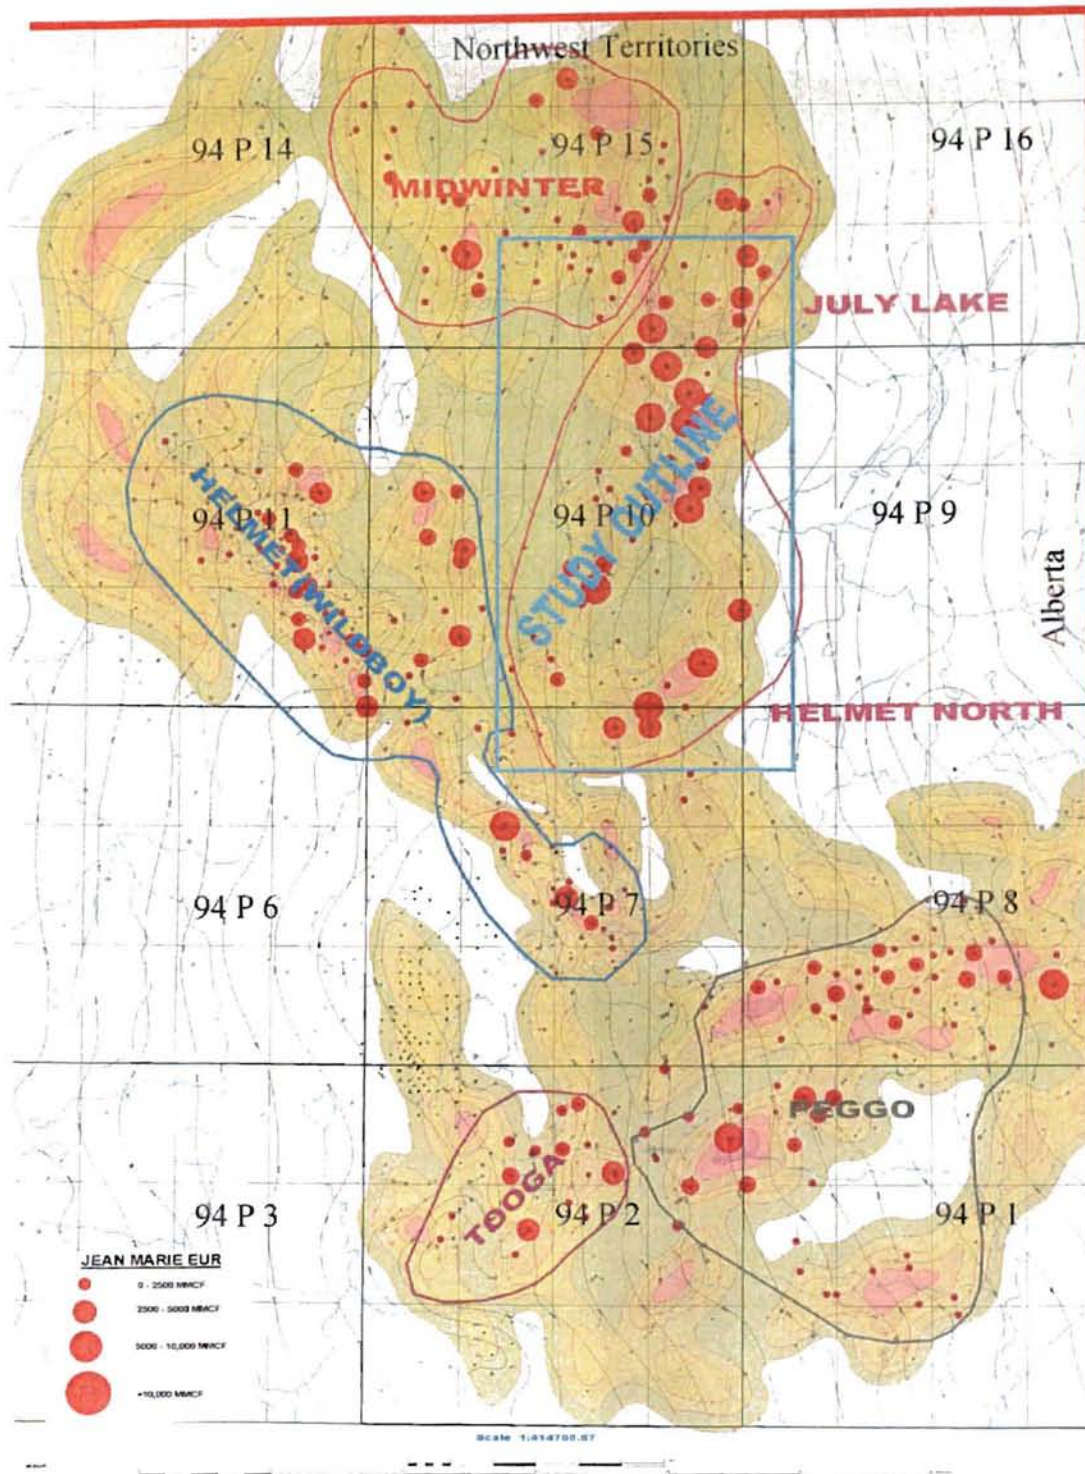 Northwest Territories
94 P 14
94 P 15
94 P 16
MIDWINTER
JULY LAKE
HELMET (WILDBOY)
94 P 11
STUDY OUTLINE
94 P 10
94 P 9
Alberta
HELMET NORTH
94 P 6
94 P 7
94 P 8
PEGGO
TOOGA
94 P 3
94 P 2
94 P 1
JEAN MARIE EUR
0 - 2500 MMCF
2500 - 5000 MMCF
5000 - 10,000 MMCF
+10,000 MMCF